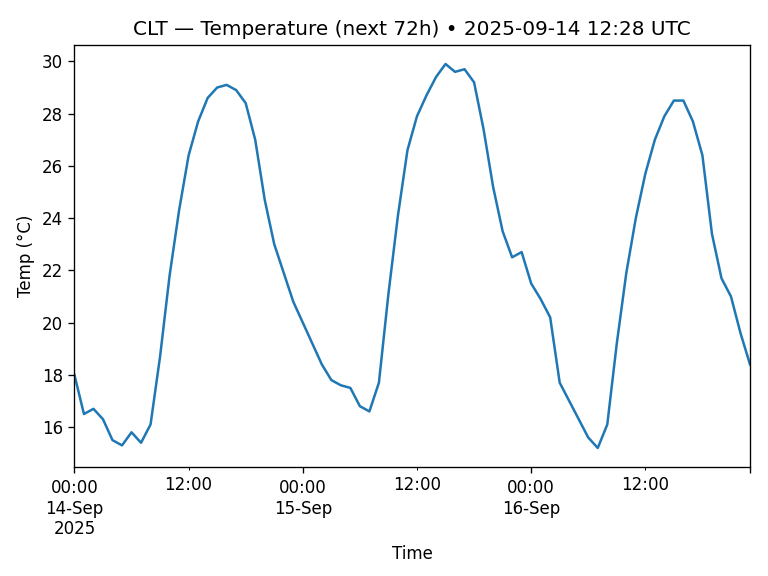 CLT — Temperature (next 72h) • 2025-09-14 12:28 UTC
30
28
26
24
22
20
18
16
Temp (°C)
00:00 12:00 00:00 12:00 00:00 12:00
14-Sep 15-Sep 16-Sep
2025
Time